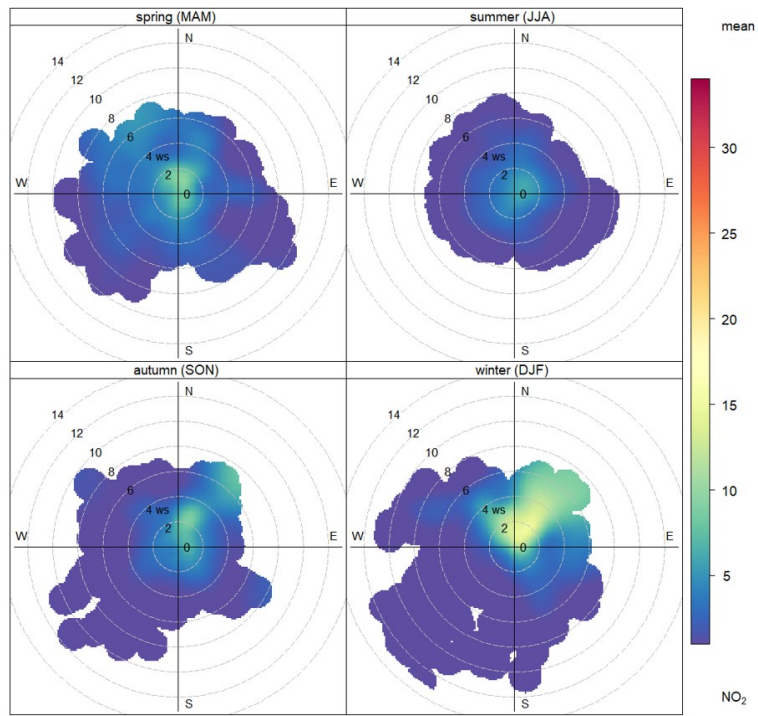 spring (MAM)
N
14
12
10
8
6
4 ws
2
0
W
E
S
summer (JJA)
N
14
12
10
8
6
4 ws
2
0
W
E
S
autumn (SON)
N
14
12
10
8
6
4 ws
2
0
W
E
S
winter (DJF)
N
14
12
10
8
6
4 ws
2
0
W
E
S
mean
30
25
20
15
10
5
NO₂